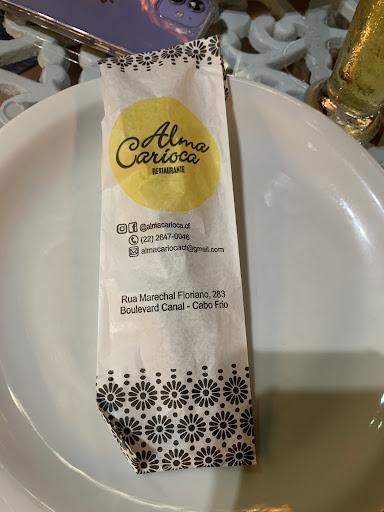 Alma
Carioca
RESTAURANTE
@almacarioca.cf
(22) 2647-0046
almacariocacf@gmail.com
Rua Marechal Floriano, 283
Boulevard Canal - Cabo Frio